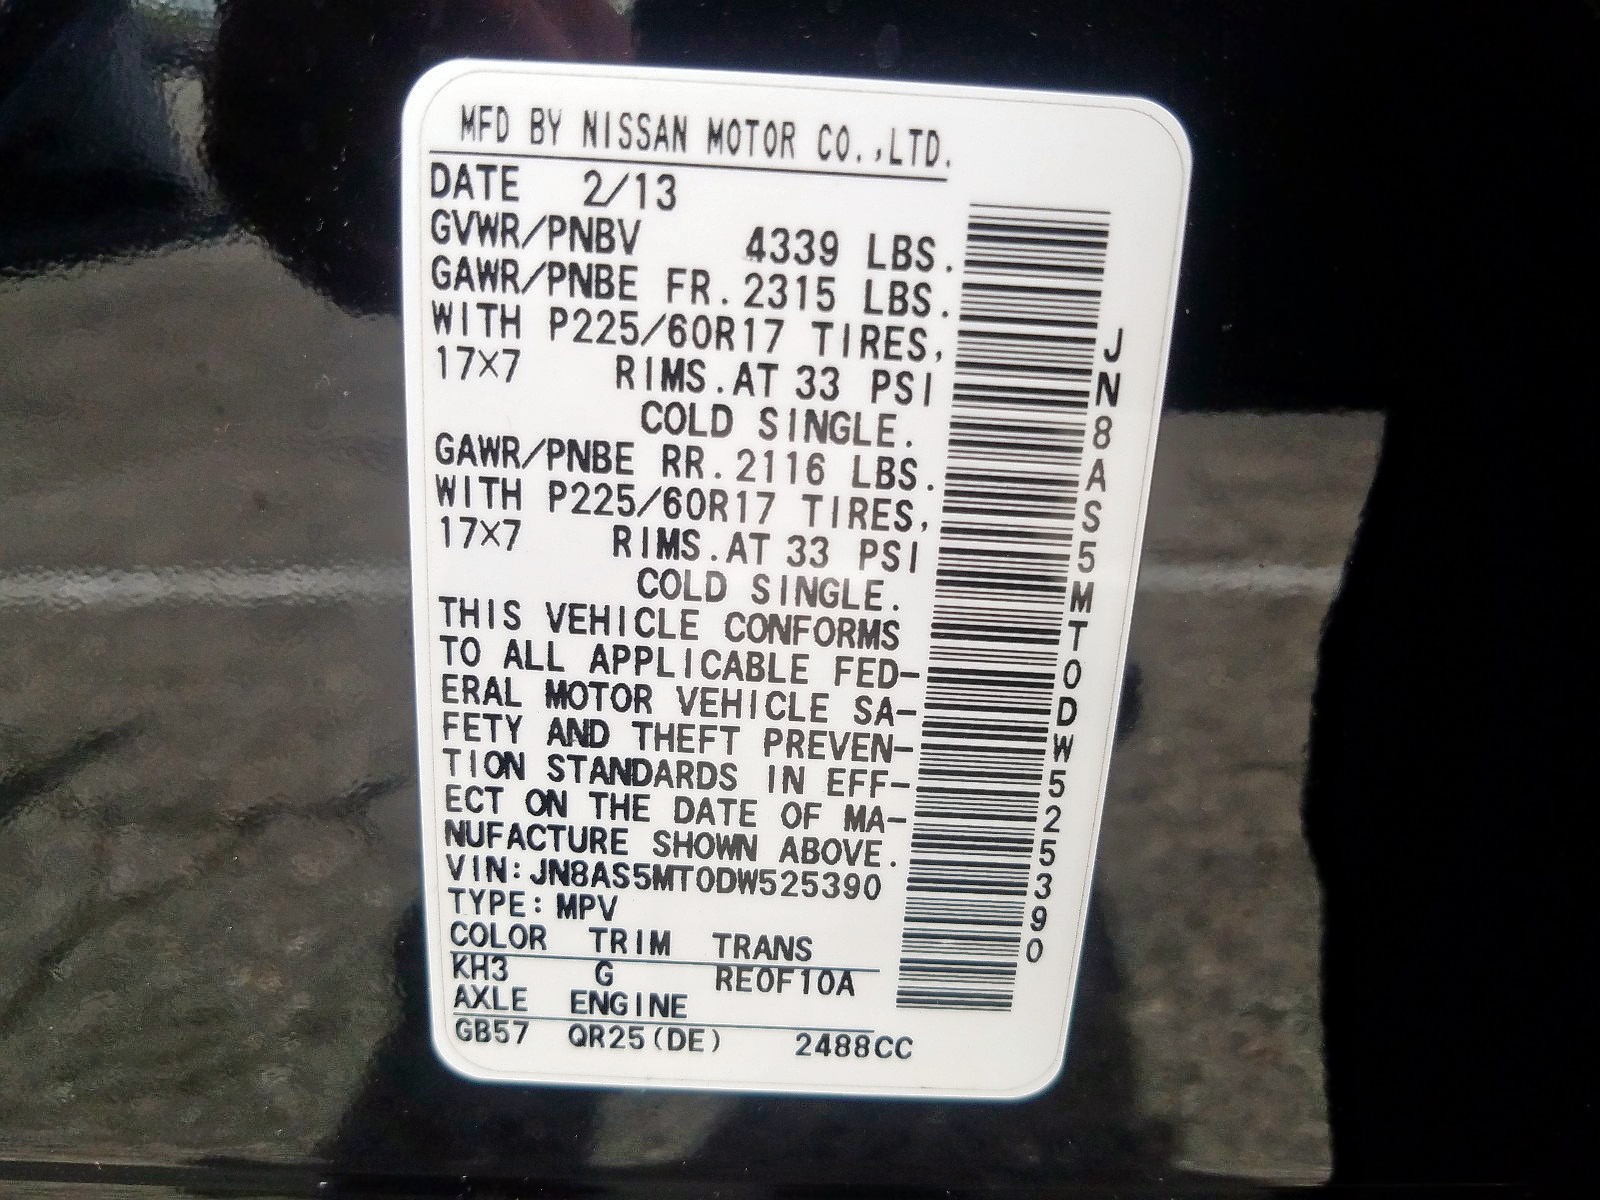 MFD BY NISSAN MOTOR CO.,LTD.
DATE 2/13
GVWR/PNBV 4339 LBS.
GAWR/PNBE FR.2315 LBS.
WITH P225/60R17 TIRES,
17×7 RIMS.AT 33 PSI
COLD SINGLE.
GAWR/PNBE RR.2116 LBS.
WITH P225/60R17 TIRES,
17×7 RIMS.AT 33 PSI
COLD SINGLE.
THIS VEHICLE CONFORMS
TO ALL APPLICABLE FED-
ERAL MOTOR VEHICLE SA-
FETY AND THEFT PREVEN-
TION STANDARDS IN EFF-
ECT ON THE DATE OF MA-
NUFACTURE SHOWN ABOVE.
VIN:JN8AS5MT0DW525390
TYPE:MPV
COLOR TRIM TRANS
KH3 G RE0F10A
AXLE ENGINE
GB57 QR25(DE) 2488CC
JN8AS5MT0DW525390